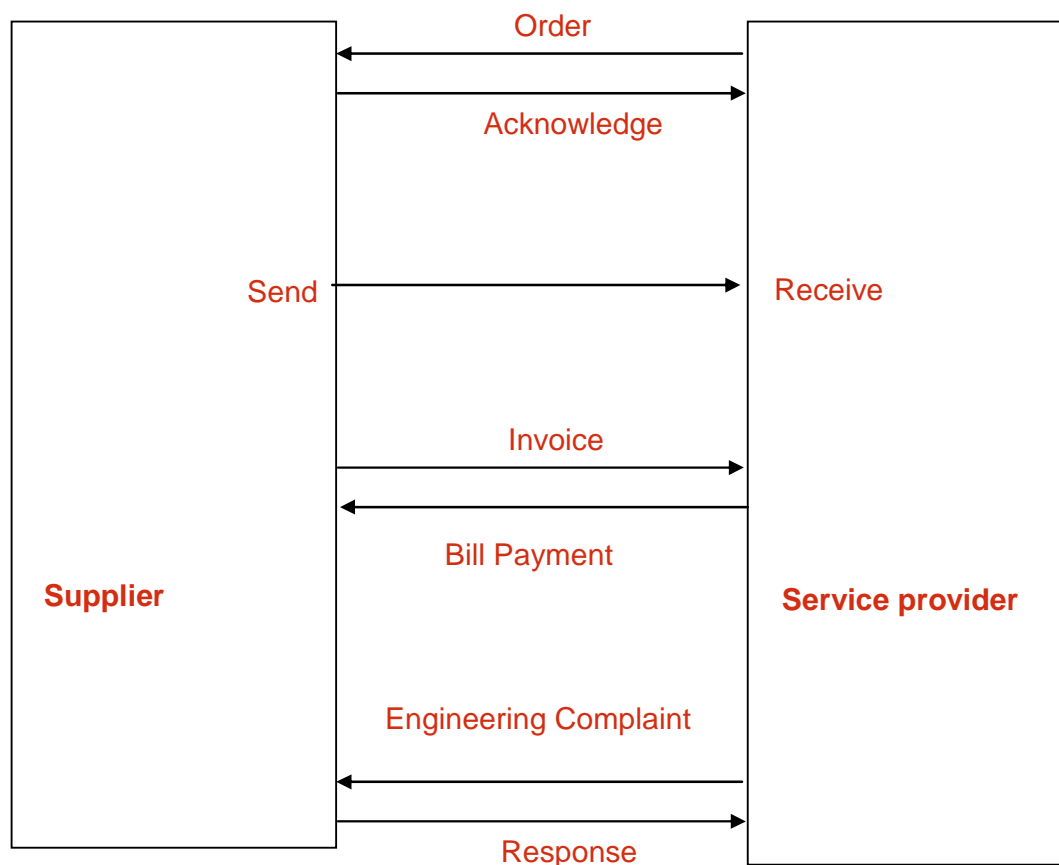 Order
Acknowledge
Send
Receive
Invoice
Bill Payment
Supplier
Service provider
Engineering Complaint
Response